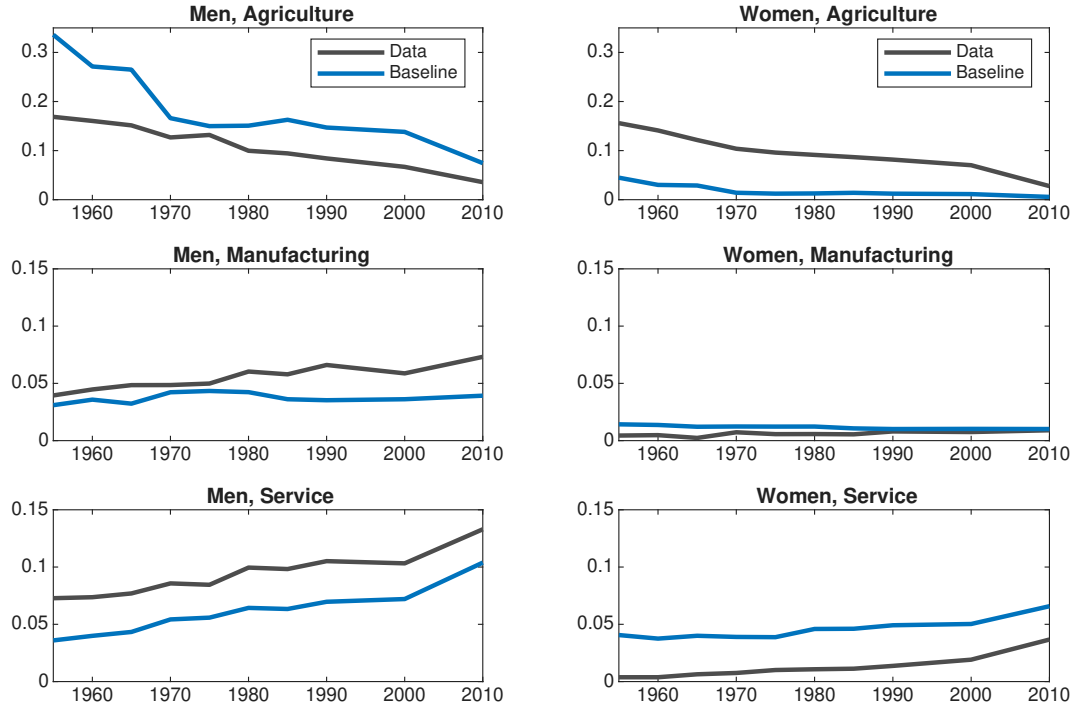 Men, Agriculture
0.3
0.2
0.1
0
Data
Baseline
1960 1970 1980 1990 2000 2010
Women, Agriculture
0.3
0.2
0.1
0
Data
Baseline
1960 1970 1980 1990 2000 2010
Men, Manufacturing
0.15
0.1
0.05
0
1960 1970 1980 1990 2000 2010
Women, Manufacturing
0.15
0.1
0.05
0
1960 1970 1980 1990 2000 2010
Men, Service
0.15
0.1
0.05
0
1960 1970 1980 1990 2000 2010
Women, Service
0.15
0.1
0.05
0
1960 1970 1980 1990 2000 2010